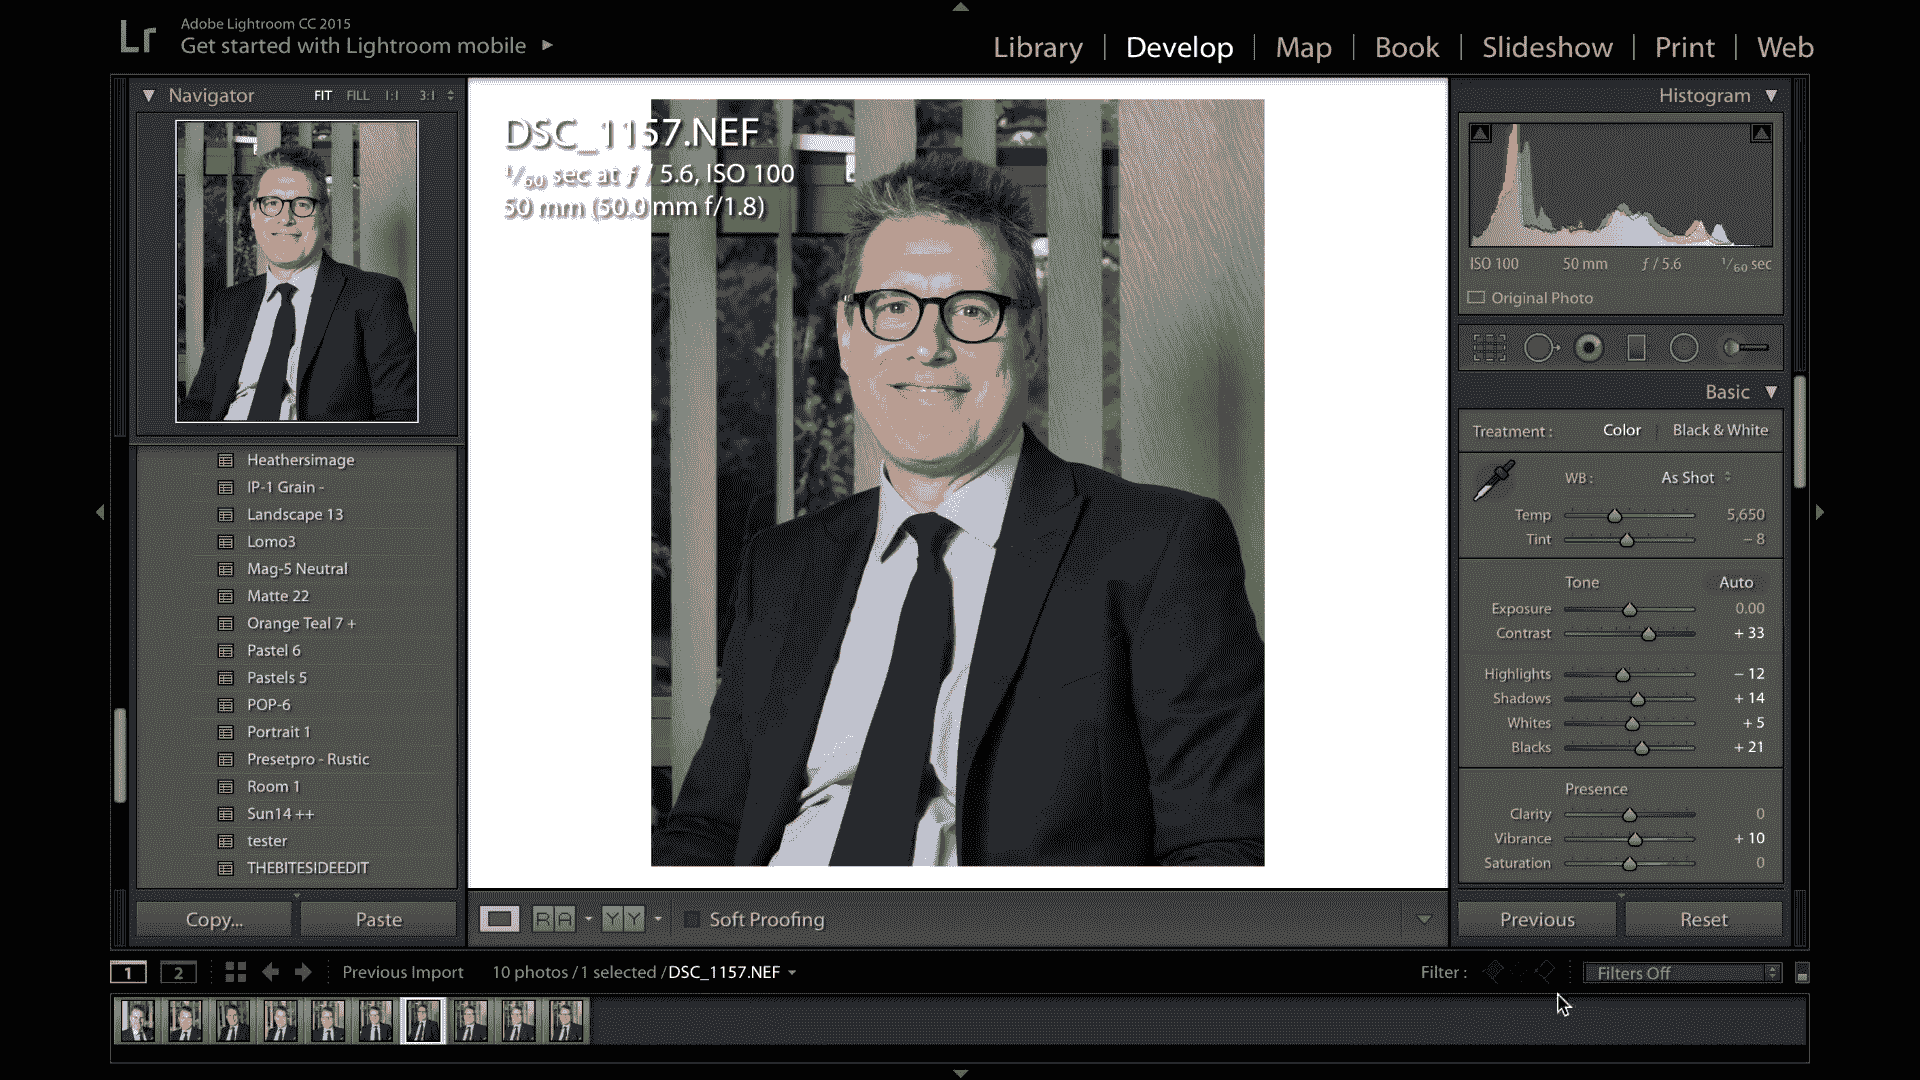 Lr
Adobe Lightroom CC 2015
Get started with Lightroom mobile
Library | Develop | Map | Book | Slideshow | Print | Web
Navigator FIT FILL 1:1 3:1
Heathersimage
IP-1 Grain -
Landscape 13
Lomo3
Mag-5 Neutral
Matte 22
Orange Teal 7 +
Pastel 6
Pastels 5
POP-6
Portrait 1
Presetpro - Rustic
Room 1
Sun14 ++
tester
THEBITESIDEEDIT
Copy... Paste
DSC_1157.NEF
1/60 sec at ƒ / 5.6, ISO 100
50 mm (50.0 mm f/1.8)
RA YY Soft Proofing
Histogram
ISO 100 50 mm ƒ / 5.6 1/60 sec
Original Photo
Basic
Treatment : Color | Black & White
WB : As Shot
Temp 5,650
Tint – 8
Tone Auto
Exposure 0.00
Contrast + 33
Highlights – 12
Shadows + 14
Whites + 5
Blacks + 21
Presence
Clarity 0
Vibrance + 10
Saturation 0
Previous Reset
1 2 Previous Import 10 photos / 1 selected / DSC_1157.NEF Filter : Filters Off